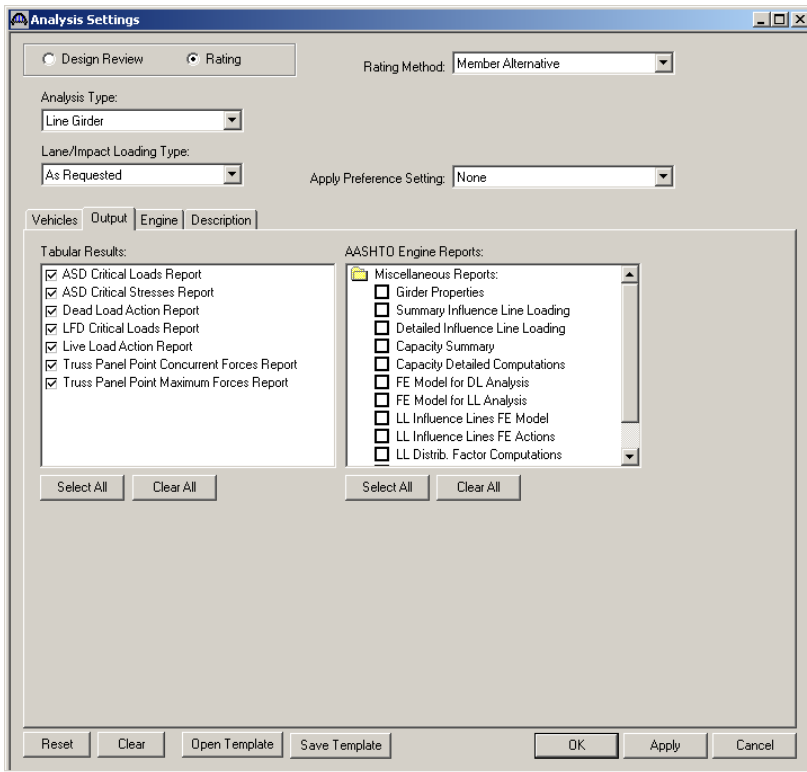 Analysis Settings
Design Review Rating Rating Method: Member Alternative
Analysis Type:
Line Girder
Lane/Impact Loading Type:
As Requested Apply Preference Setting: None
Vehicles Output Engine Description
Tabular Results:
ASD Critical Loads Report
ASD Critical Stresses Report
Dead Load Action Report
LFD Critical Loads Report
Live Load Action Report
Truss Panel Point Concurrent Forces Report
Truss Panel Point Maximum Forces Report
Select All Clear All
AASHTO Engine Reports:
Miscellaneous Reports:
Girder Properties
Summary Influence Line Loading
Detailed Influence Line Loading
Capacity Summary
Capacity Detailed Computations
FE Model for DL Analysis
FE Model for LL Analysis
LL Influence Lines FE Model
LL Influence Lines FE Actions
LL Distrib. Factor Computations
Select All Clear All
Reset Clear Open Template Save Template OK Apply Cancel